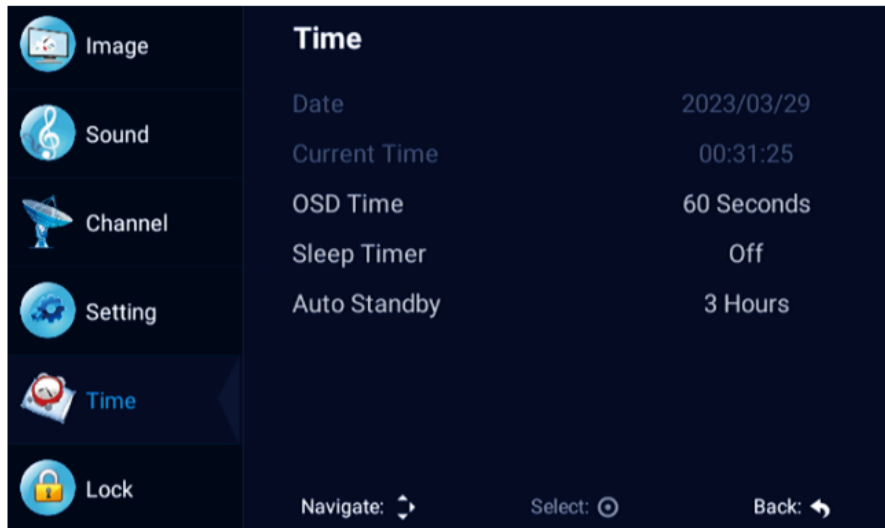 Image
Sound
Channel
Setting
Time
Lock
Time
Date 2023/03/29
Current Time 00:31:25
OSD Time 60 Seconds
Sleep Timer Off
Auto Standby 3 Hours
Navigate: Select: Back: